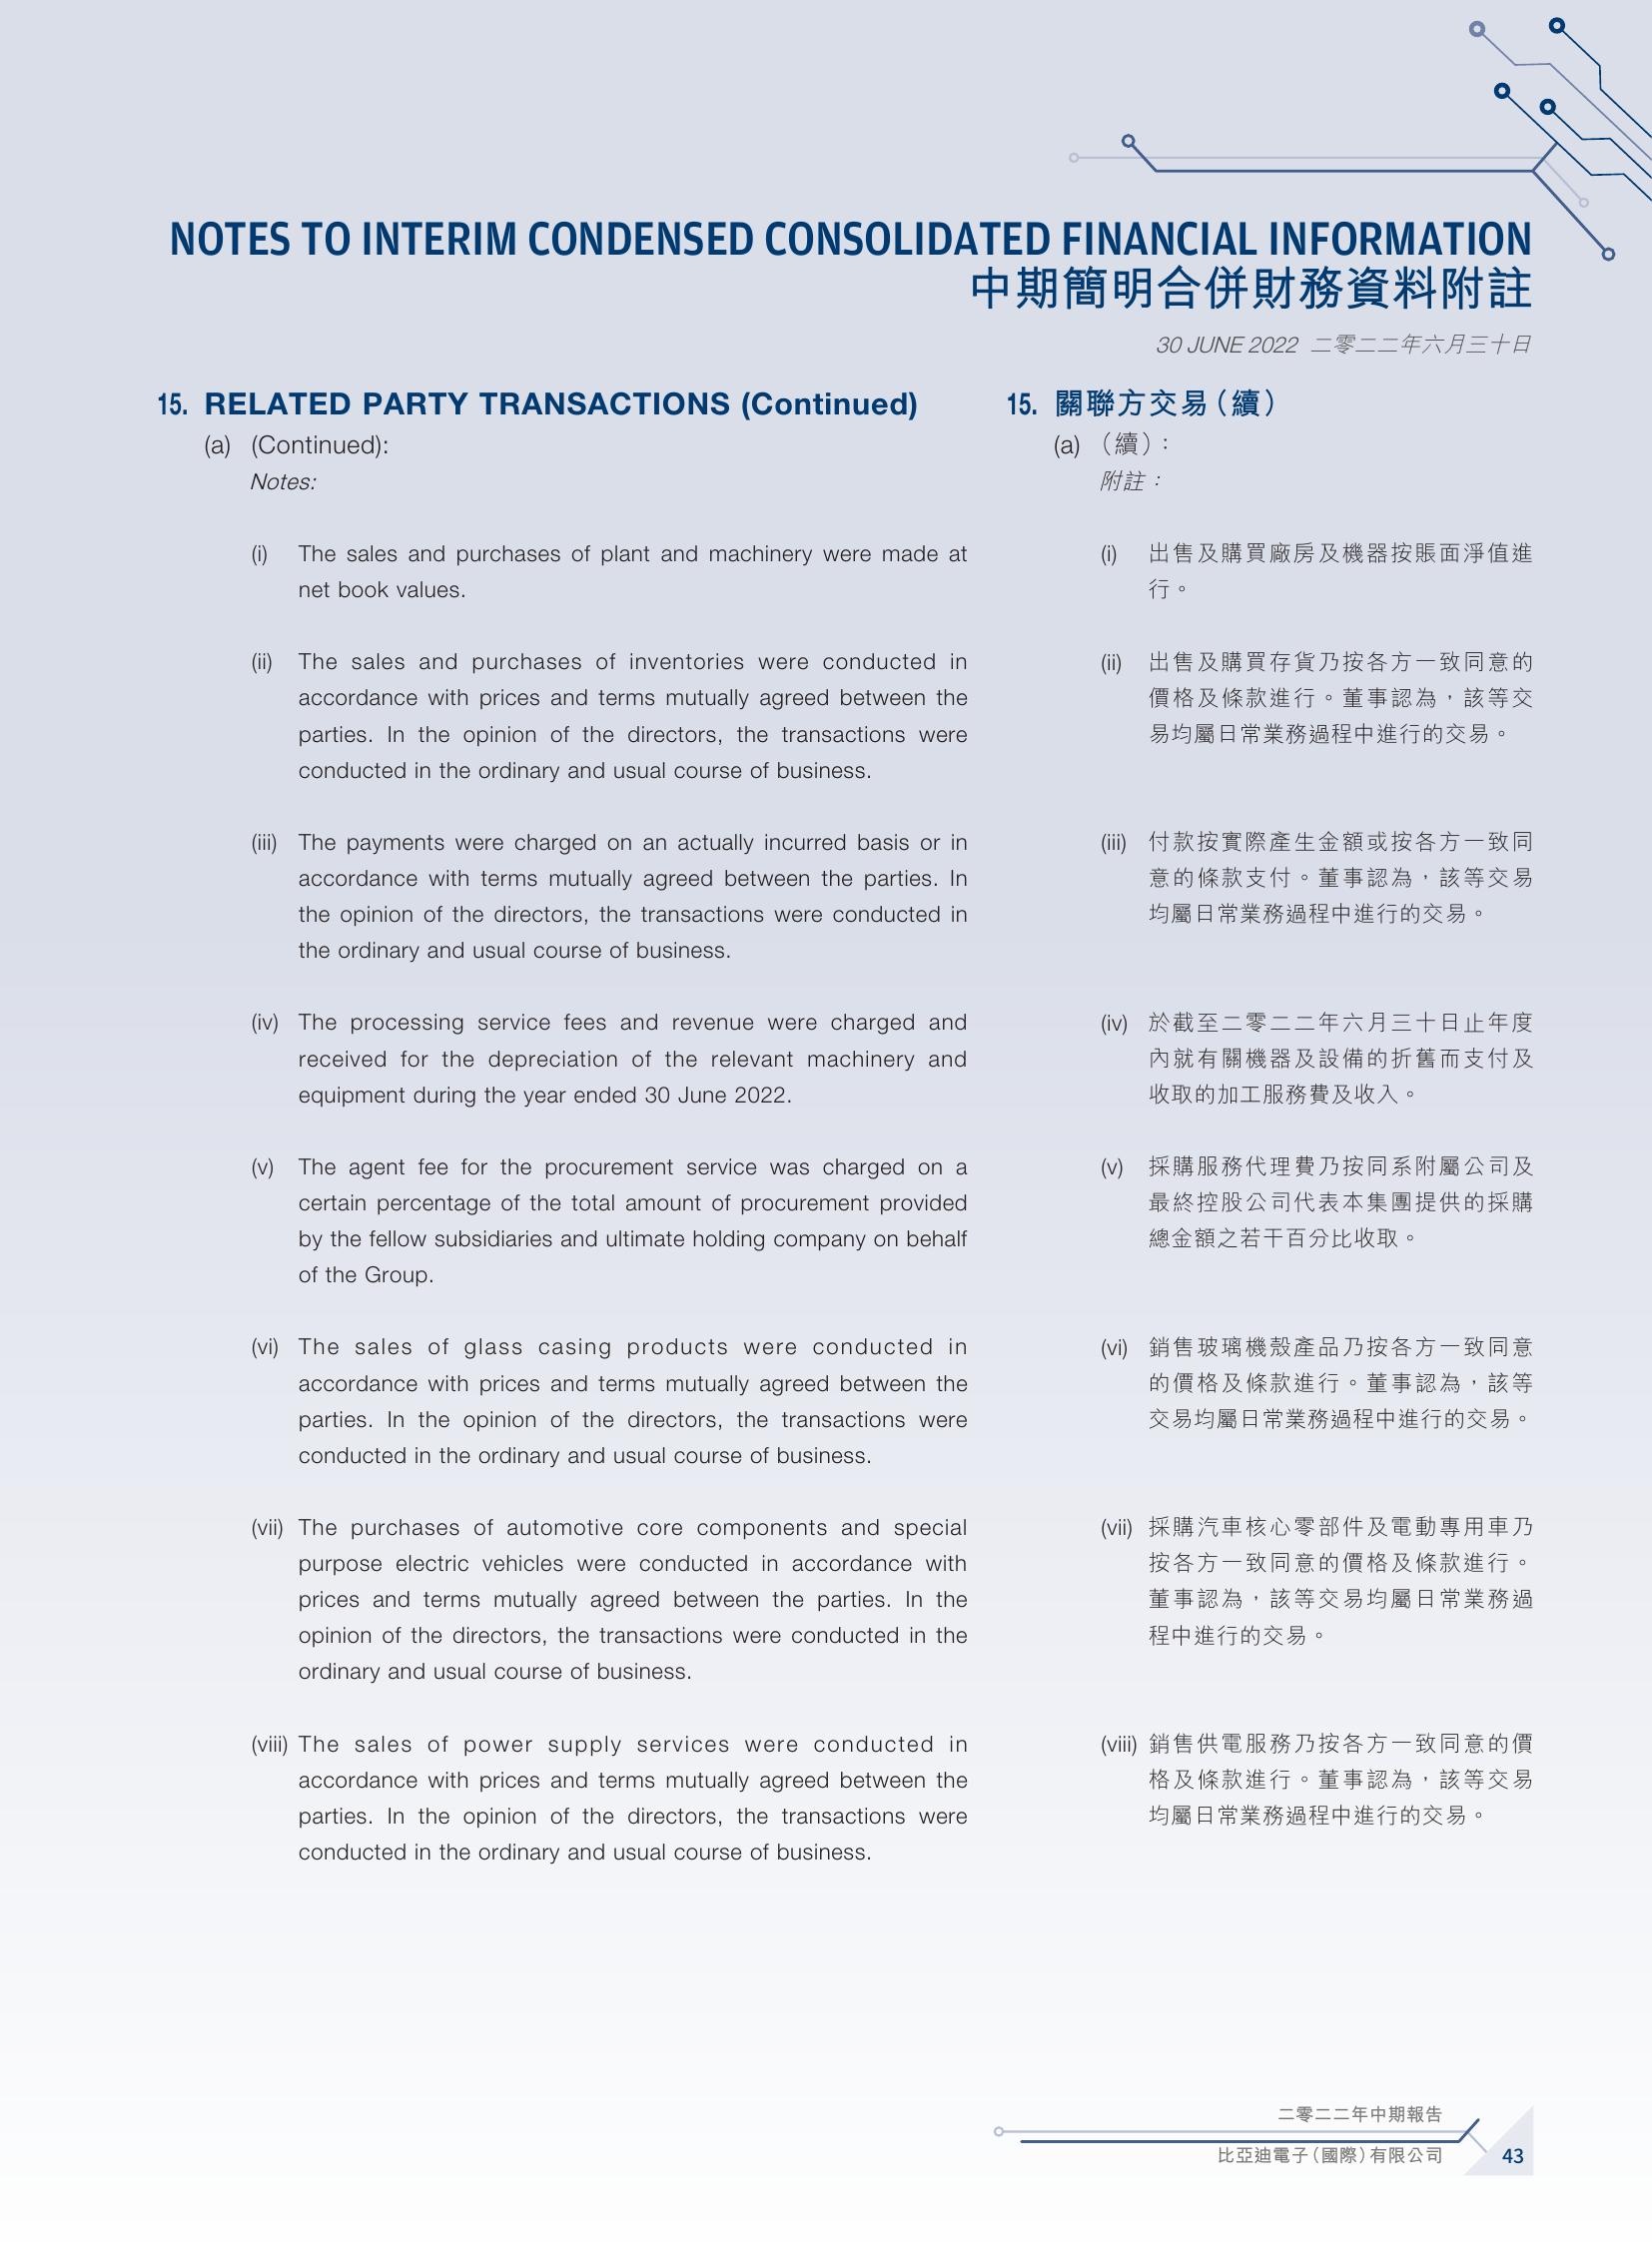 NOTES TO INTERIM CONDENSED CONSOLIDATED FINANCIAL INFORMATION
中期簡明合併財務資料附註
30 JUNE 2022 二零二二年六月三十日
15. RELATED PARTY TRANSACTIONS (Continued)
(a) (Continued):
Notes:
(i) The sales and purchases of plant and machinery were made at
net book values.
(ii) The sales and purchases of inventories were conducted in
accordance with prices and terms mutually agreed between the
parties. In the opinion of the directors, the transactions were
conducted in the ordinary and usual course of business.
(iii) The payments were charged on an actually incurred basis or in
accordance with terms mutually agreed between the parties. In
the opinion of the directors, the transactions were conducted in
the ordinary and usual course of business.
(iv) The processing service fees and revenue were charged and
received for the depreciation of the relevant machinery and
equipment during the year ended 30 June 2022.
(v) The agent fee for the procurement service was charged on a
certain percentage of the total amount of procurement provided
by the fellow subsidiaries and ultimate holding company on behalf
of the Group.
(vi) The sales of glass casing products were conducted in
accordance with prices and terms mutually agreed between the
parties. In the opinion of the directors, the transactions were
conducted in the ordinary and usual course of business.
(vii) The purchases of automotive core components and special
purpose electric vehicles were conducted in accordance with
prices and terms mutually agreed between the parties. In the
opinion of the directors, the transactions were conducted in the
ordinary and usual course of business.
(viii) The sales of power supply services were conducted in
accordance with prices and terms mutually agreed between the
parties. In the opinion of the directors, the transactions were
conducted in the ordinary and usual course of business.
15. 關聯方交易（續）
(a) （續）：
附註：
(i) 出售及購買廠房及機器按賬面淨值進
行。
(ii) 出售及購買存貨乃按各方一致同意的
價格及條款進行。董事認為，該等交
易均屬日常業務過程中進行的交易。
(iii) 付款按實際產生金額或按各方一致同
意的條款支付。董事認為，該等交易
均屬日常業務過程中進行的交易。
(iv) 於截至二零二二年六月三十日止年度
內就有關機器及設備的折舊而支付及
收取的加工服務費及收入。
(v) 採購服務代理費乃按同系附屬公司及
最終控股公司代表本集團提供的採購
總金額之若干百分比收取。
(vi) 銷售玻璃機殼產品乃按各方一致同意
的價格及條款進行。董事認為，該等
交易均屬日常業務過程中進行的交易。
(vii) 採購汽車核心零部件及電動專用車乃
按各方一致同意的價格及條款進行。
董事認為，該等交易均屬日常業務過
程中進行的交易。
(viii) 銷售供電服務乃按各方一致同意的價
格及條款進行。董事認為，該等交易
均屬日常業務過程中進行的交易。
二零二二年中期報告
比亞迪電子（國際）有限公司
43